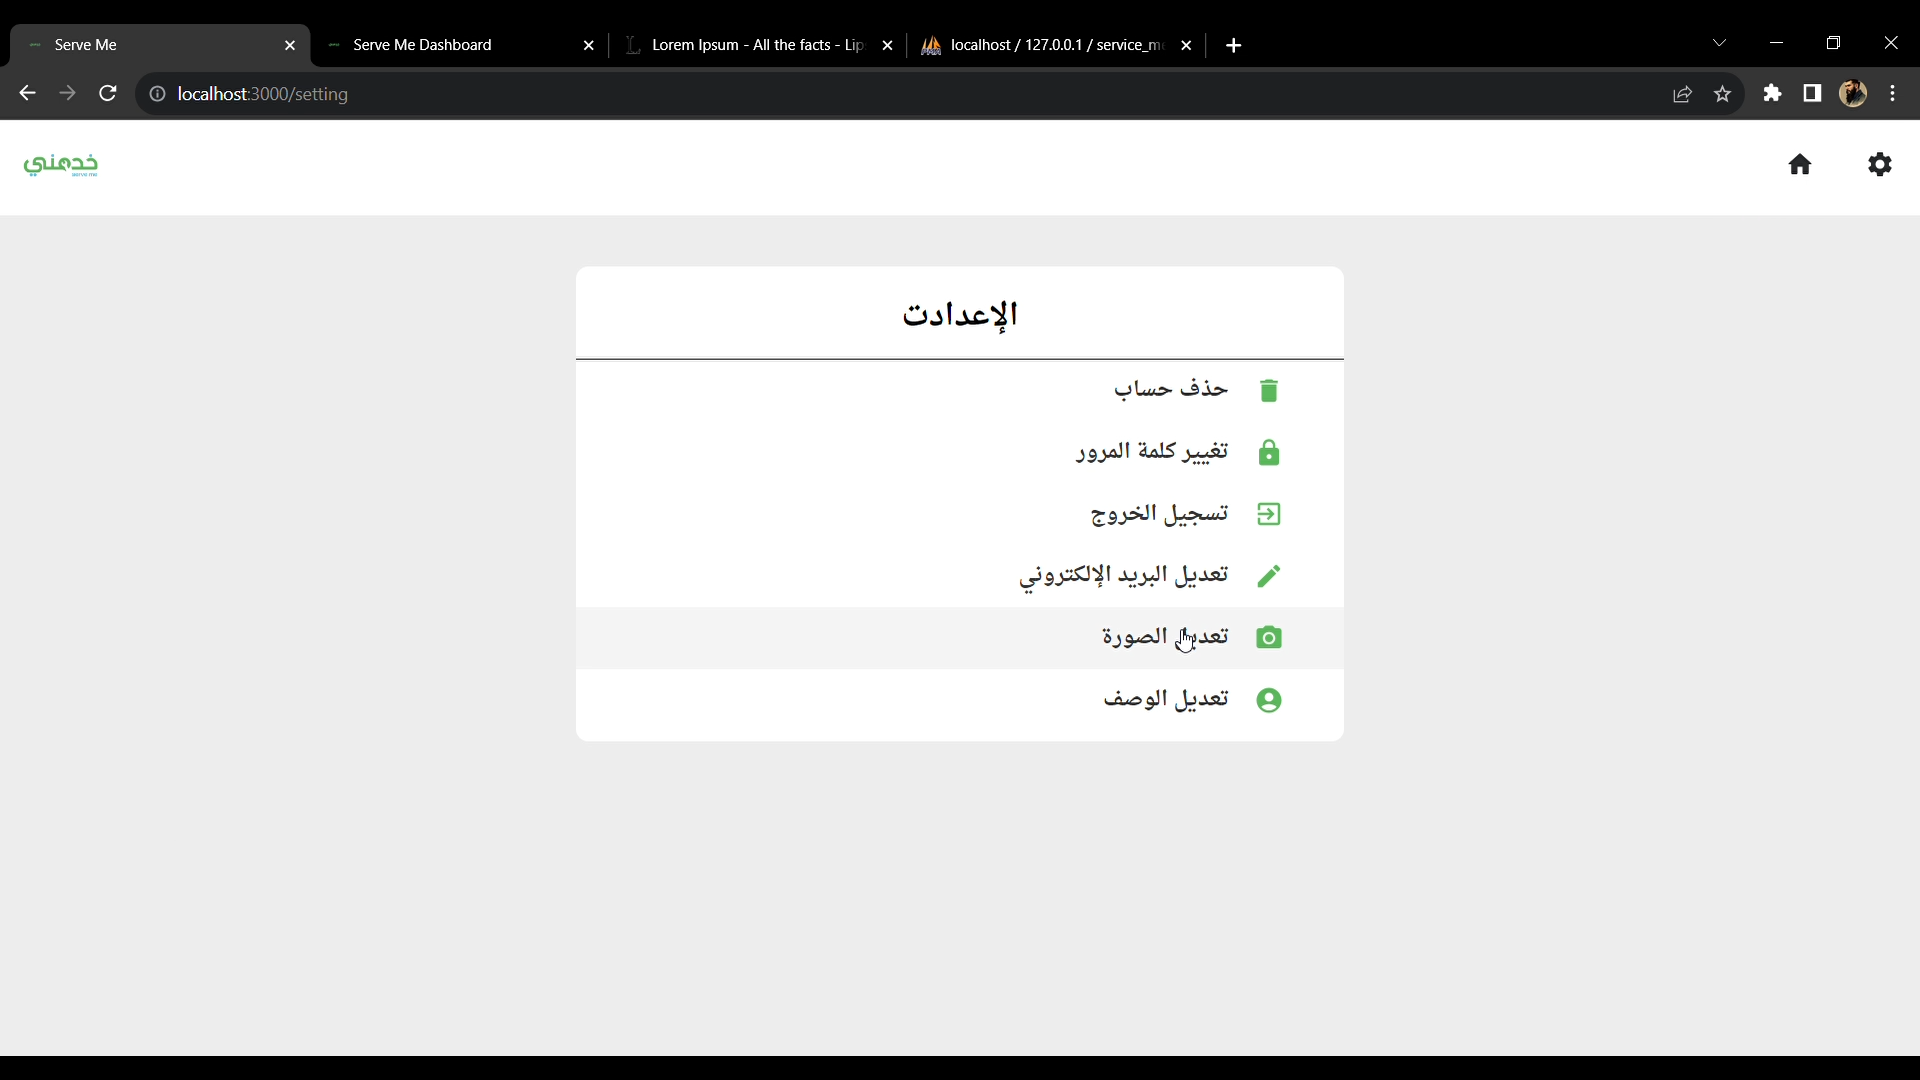 Serve Me
Serve Me Dashboard
Lorem Ipsum - All the facts - Lip
localhost / 127.0.0.1 / service_m
localhost:3000/setting
خدمني
serve me
الإعدادت
حذف حساب
تغيير كلمة المرور
تسجيل الخروج
تعديل البريد الإلكتروني
تعديل الصورة
تعديل الوصف